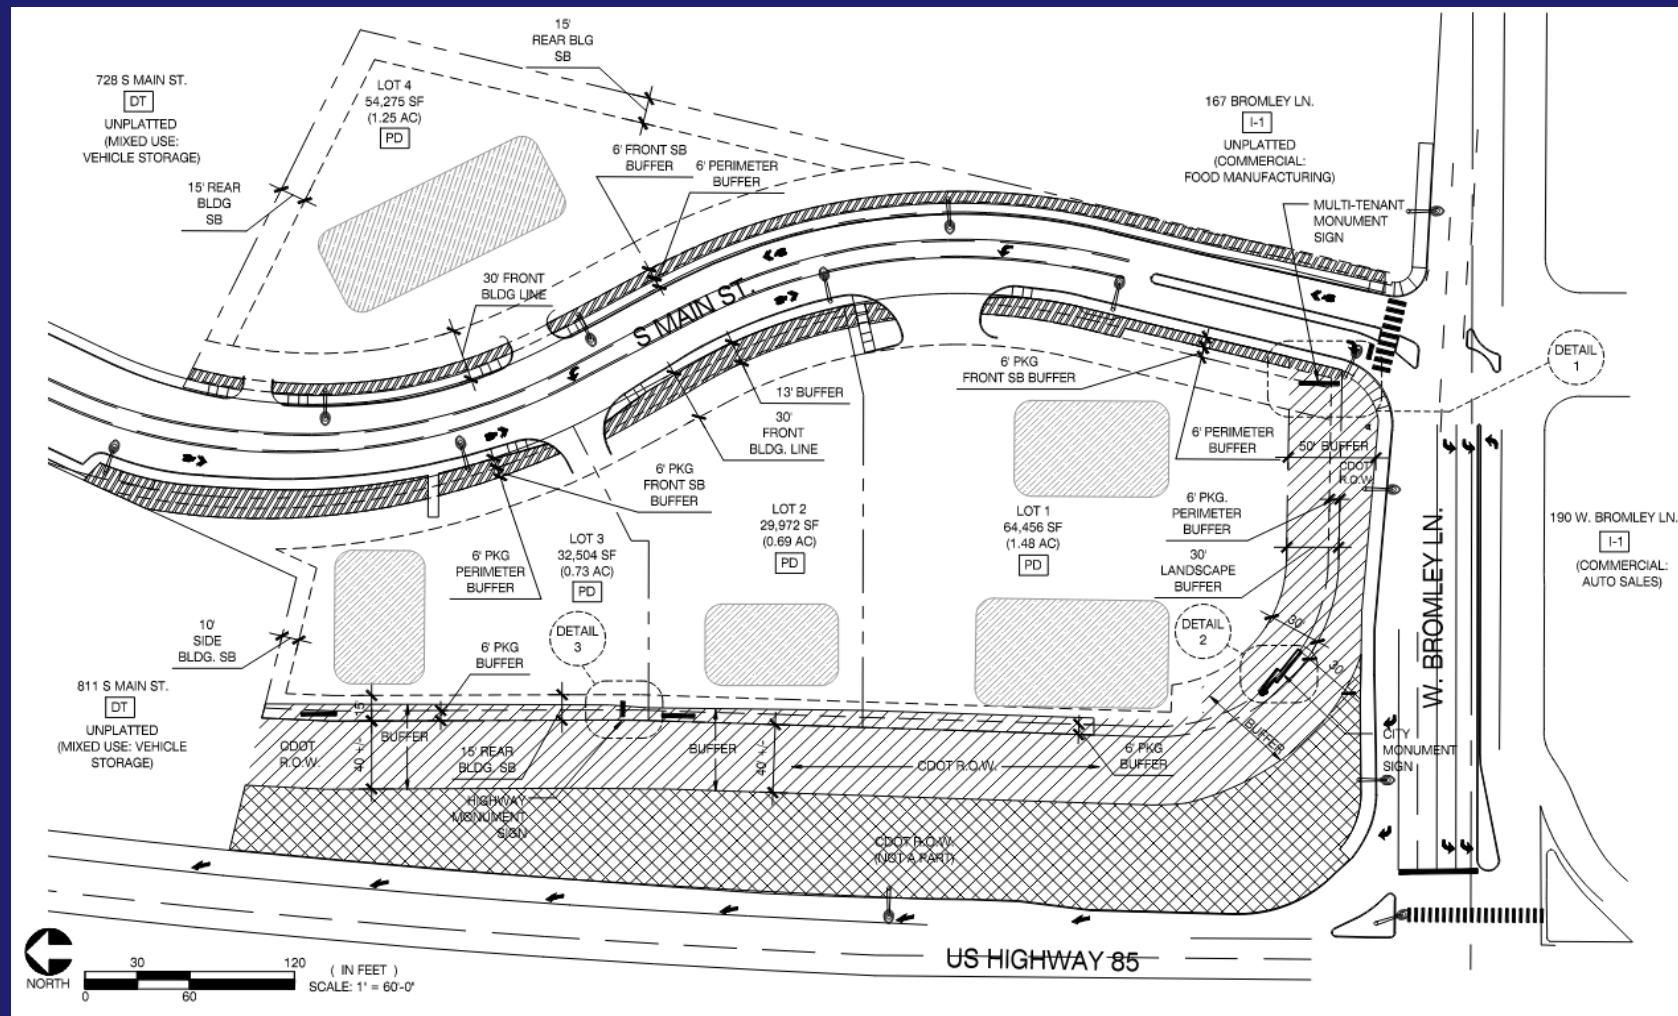 15'
REAR BLG
SB
728 S MAIN ST.
DT
UNPLATTED
(MIXED USE:
VEHICLE STORAGE)
LOT 4
54,275 SF
(1.25 AC)
PD
167 BROMLEY LN.
I-1
UNPLATTED
(COMMERCIAL:
FOOD MANUFACTURING)
6' FRONT SB
BUFFER
6' PERIMETER
BUFFER
15' REAR
BLDG
SB
MULTI-TENANT
MONUMENT
SIGN
30' FRONT
BLDG LINE
S MAIN ST.
DETAIL
1
6' PKG
FRONT SB BUFFER
13' BUFFER
30'
FRONT
BLDG. LINE
6' PERIMETER
BUFFER
50' BUFFER
CDOT
R.O.W.
6' PKG
FRONT SB
BUFFER
6' PKG.
PERIMETER
BUFFER
LOT 2
29,972 SF
(0.69 AC)
PD
LOT 1
64,456 SF
(1.48 AC)
PD
190 W. BROMLEY LN.
I-1
(COMMERCIAL:
AUTO SALES)
W. BROMLEY LN.
LOT 3
32,504 SF
(0.73 AC)
PD
6' PKG
PERIMETER
BUFFER
30'
LANDSCAPE
BUFFER
10'
SIDE
BLDG. SB
DETAIL
3
DETAIL
2
30'
30'
6' PKG
BUFFER
811 S MAIN ST.
DT
UNPLATTED
(MIXED USE: VEHICLE
STORAGE)
15'
BUFFER
CDOT
R.O.W.
40' +/-
15' REAR
BLDG. SB
BUFFER
40' +/-
CDOT R.O.W.
6' PKG
BUFFER
BUFFER
CITY
MONUMENT
SIGN
HIGHWAY
MONUMENT
SIGN
CDOT R.O.W.
(NOT A PART)
US HIGHWAY 85
NORTH
30
120
0
60
( IN FEET )
SCALE: 1" = 60'-0"